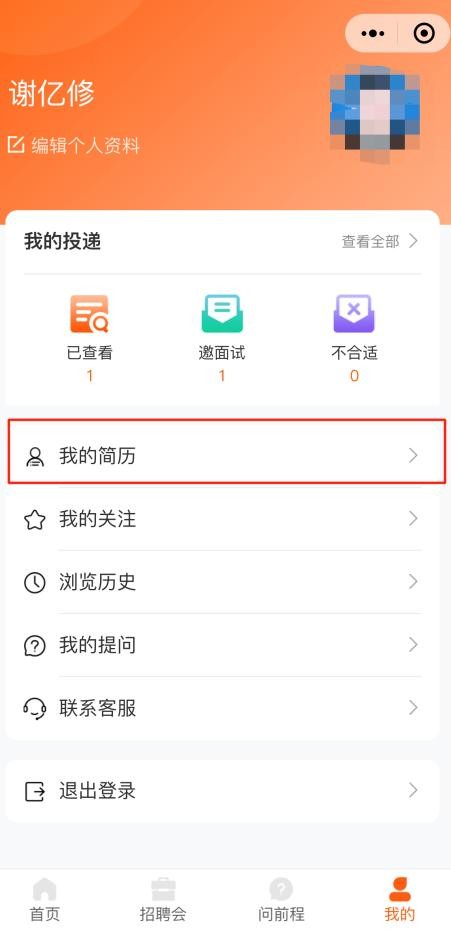 谢亿修
编辑个人资料
我的投递
查看全部
已查看
邀面试
不合适
1
1
0
我的简历
我的关注
浏览历史
我的提问
联系客服
退出登录
首页
招聘会
问前程
我的